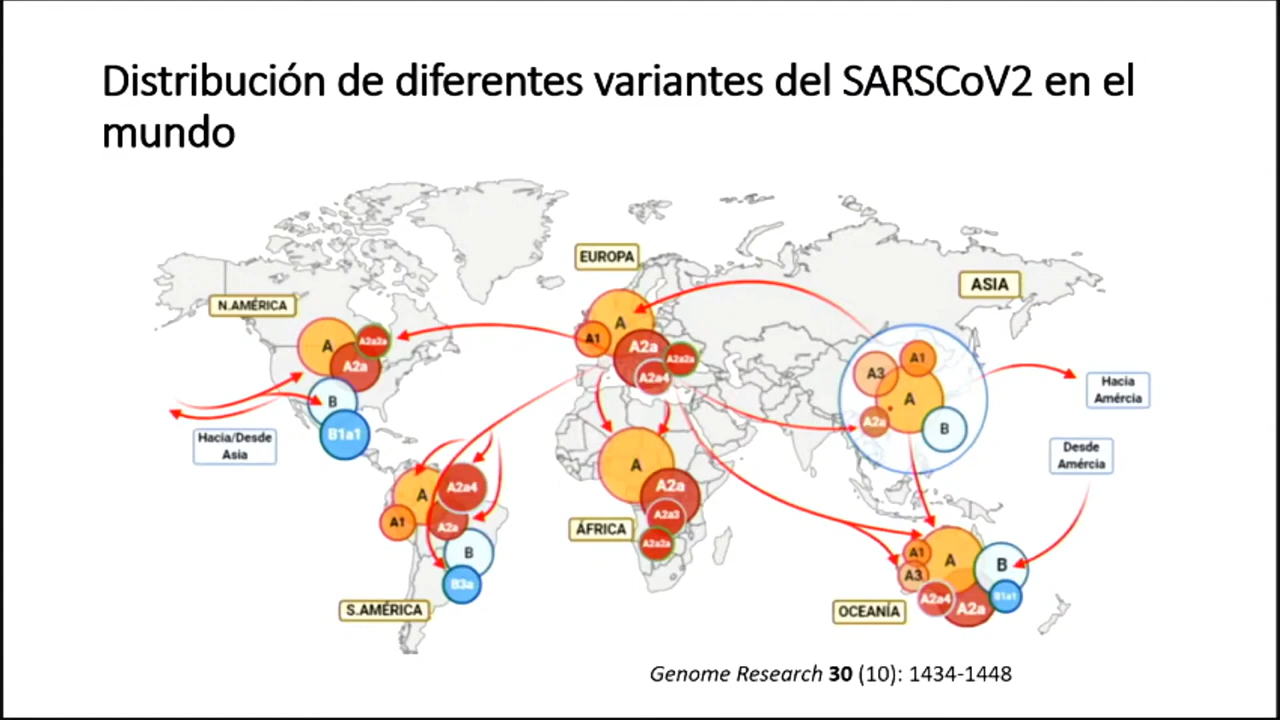 Distribución de diferentes variantes del SARSCoV2 en el
mundo
EUROPA
ASIA
N.AMÉRICA
A
A2a2a
A2a
B
B1a1
Hacia/Desde
Asia
A
A1
A2a
A2a2a
A2a4
A3
A1
A
A2a
B
Hacia
Amércia
Desde
Amércia
A
A2a4
A1
A2a
B
B3a
S.AMÉRICA
A
A2a
A2a3
A2a2a
ÁFRICA
A1
A
B
A3
A2a4
A2a
B1a1
OCEANÍA
Genome Research 30 (10): 1434-1448